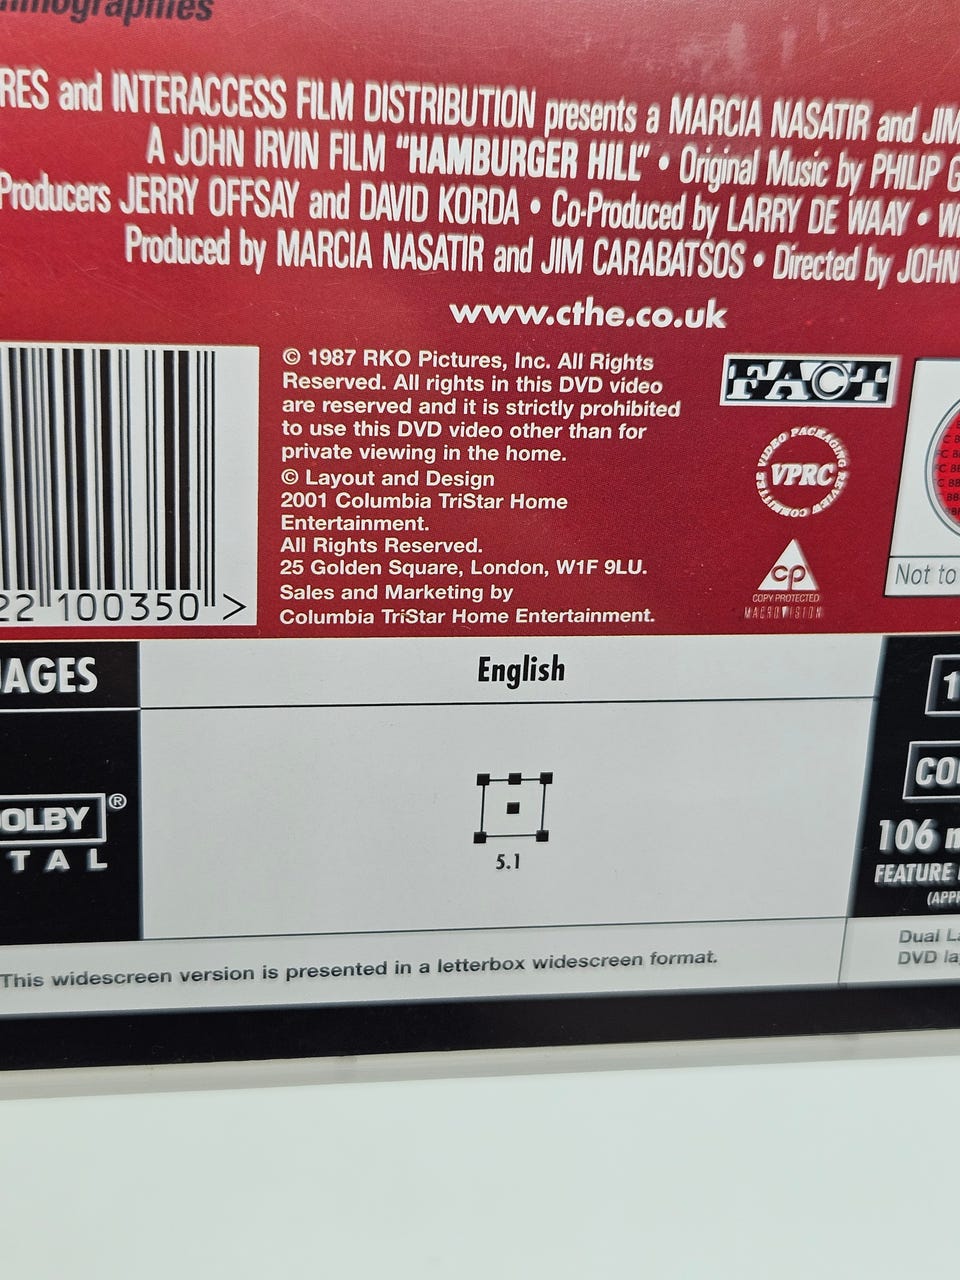 RES and INTERACCESS FILM DISTRIBUTION presents a MARCIA NASATIR and JIM
A JOHN IRVIN FILM "HAMBURGER HILL" • Original Music by PHILIP G
Producers JERRY OFFSAY and DAVID KORDA • Co-Produced by LARRY DE WAAY • W
Produced by MARCIA NASATIR and JIM CARABATSOS • Directed by JOHN
www.cthe.co.uk
22 100350 >
© 1987 RKO Pictures, Inc. All Rights
Reserved. All rights in this DVD video
are reserved and it is strictly prohibited
to use this DVD video other than for
private viewing in the home.
© Layout and Design
2001 Columbia TriStar Home
Entertainment.
All Rights Reserved.
25 Golden Square, London, W1F 9LU.
Sales and Marketing by
Columbia TriStar Home Entertainment.
FACT
VIDEO PACKAGING REVIEW COMMITTEE
VPRC
cp
COPY PROTECTED
MACROVISION
Not to
AGES
English
OLBY®
TAL
5.1
1
CO
106 m
FEATURE
(APP
This widescreen version is presented in a letterbox widescreen format.
Dual La
DVD la